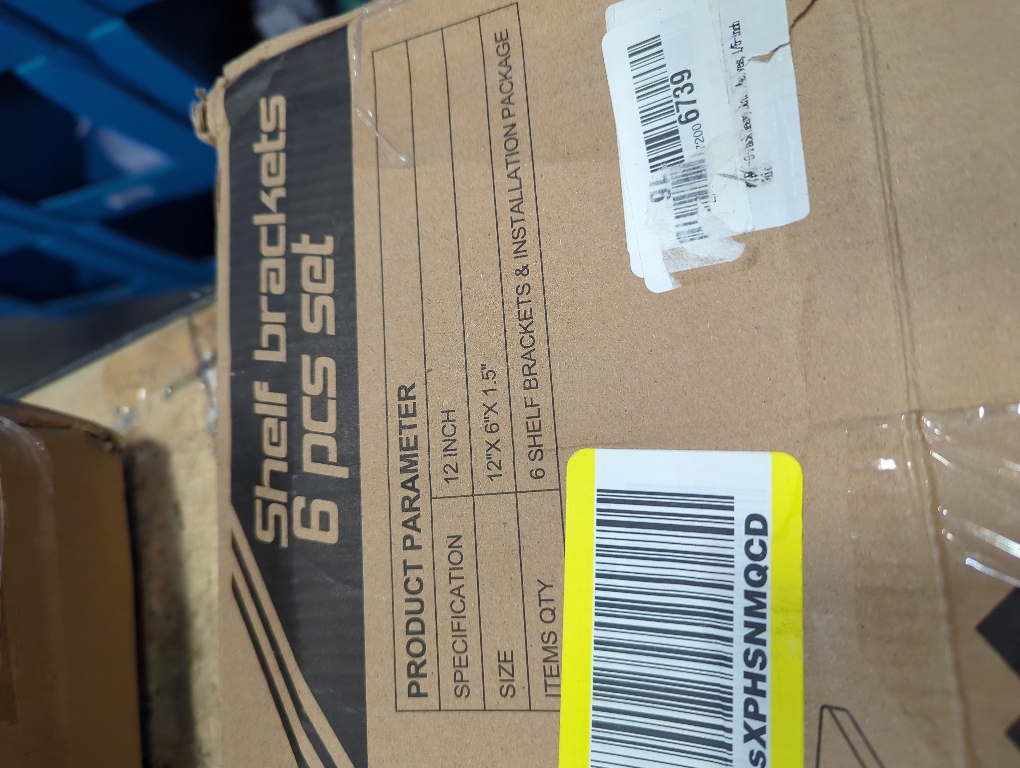 Shelf brackets
6 pcs set
PRODUCT PARAMETER
SPECIFICATION 12 INCH
SIZE 12"X 6"X 1.5"
ITEMS QTY 6 SHELF BRACKETS & INSTALLATION PACKAGE
6739
sXPHSNMQCD